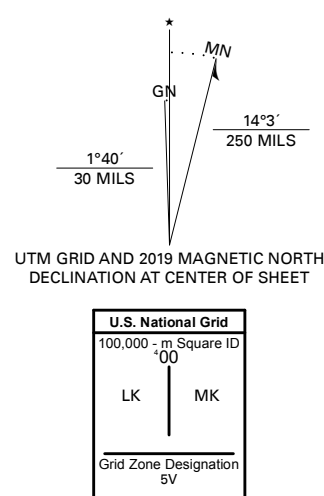 ★
MN
GN
14°3´
250 MILS
1°40´
30 MILS
UTM GRID AND 2019 MAGNETIC NORTH
DECLINATION AT CENTER OF SHEET
U.S. National Grid
100,000 - m Square ID
⁴00
LK MK
Grid Zone Designation
5V